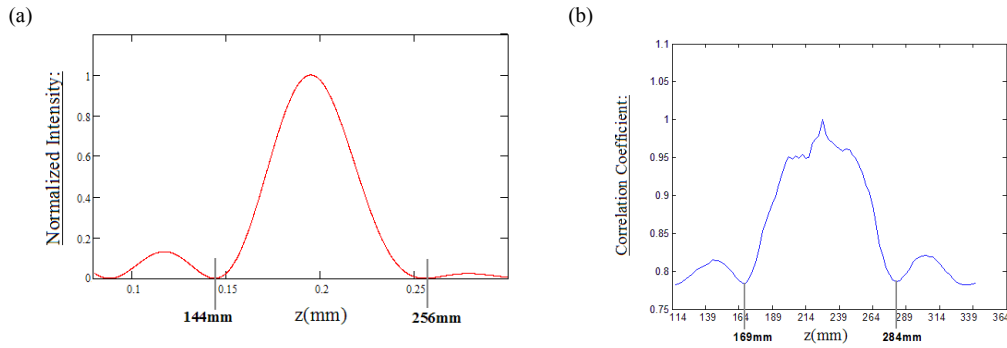 (a)
(b)
Normalized Intensity:
1
0.8
0.6
0.4
0.2
0
0.1
0.15
0.2
0.25
144mm
z(mm)
256mm
Correlation Coefficient:
1.1
1.05
1
0.95
0.9
0.85
0.8
0.75
114
139
164
189
214
239
264
289
314
339
364
169mm
z(mm)
284mm